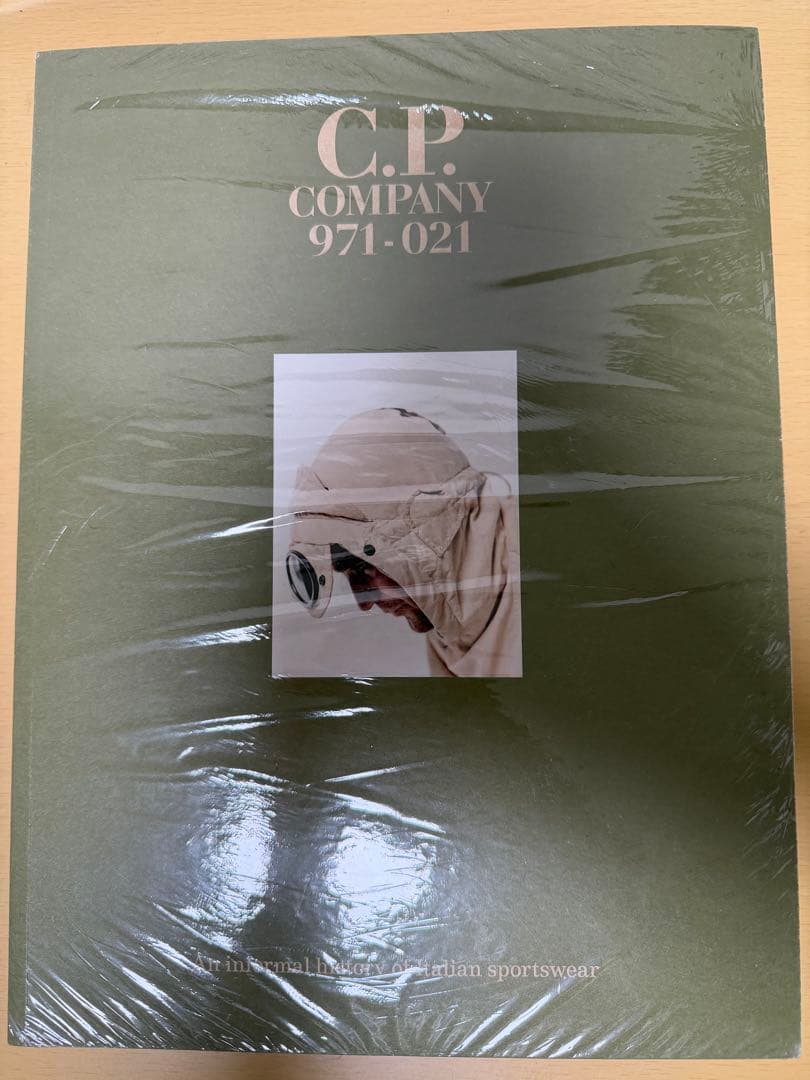 C.P.
COMPANY
971-021
An informal history of Italian sportswear